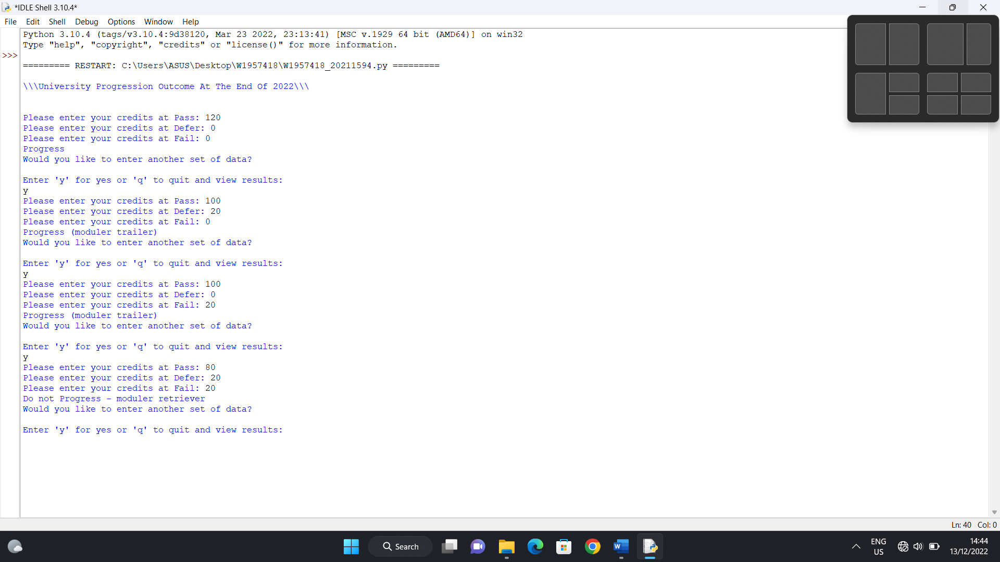 *IDLE Shell 3.10.4*
File Edit Shell Debug Options Window Help
Python 3.10.4 (tags/v3.10.4:9d38120, Mar 23 2022, 23:13:41) [MSC v.1929 64 bit (AMD64)] on win32
Type "help", "copyright", "credits" or "license()" for more information.
>>>
========= RESTART: C:\Users\ASUS\Desktop\W1957418\W1957418_20211594.py =========
\\\University Progression Outcome At The End Of 2022\\\
Please enter your credits at Pass: 120
Please enter your credits at Defer: 0
Please enter your credits at Fail: 0
Progress
Would you like to enter another set of data?
Enter 'y' for yes or 'q' to quit and view results:
y
Please enter your credits at Pass: 100
Please enter your credits at Defer: 20
Please enter your credits at Fail: 0
Progress (moduler trailer)
Would you like to enter another set of data?
Enter 'y' for yes or 'q' to quit and view results:
y
Please enter your credits at Pass: 100
Please enter your credits at Defer: 0
Please enter your credits at Fail: 20
Progress (moduler trailer)
Would you like to enter another set of data?
Enter 'y' for yes or 'q' to quit and view results:
y
Please enter your credits at Pass: 80
Please enter your credits at Defer: 20
Please enter your credits at Fail: 20
Do not Progress - moduler retriever
Would you like to enter another set of data?
Enter 'y' for yes or 'q' to quit and view results:
Ln: 40 Col: 0
Search
W
ENG
US
14:44
13/12/2022